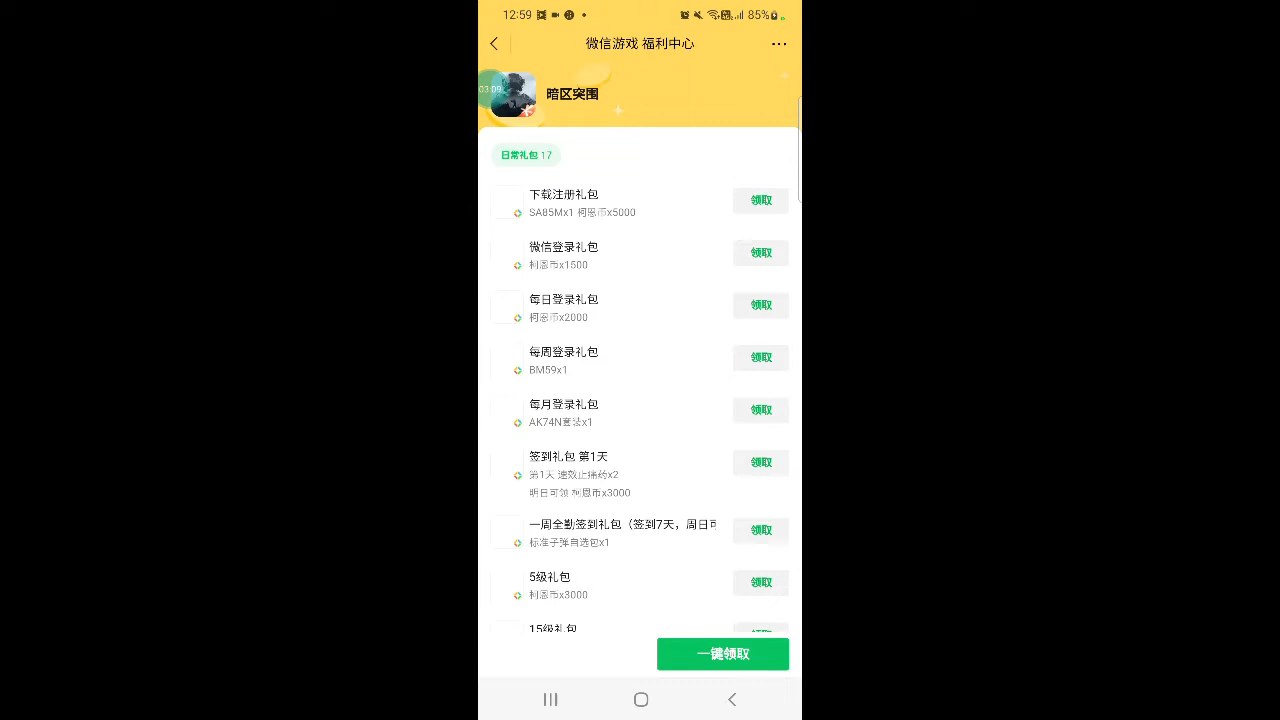 12:59
85%
微信游戏 福利中心
03:09
暗区突围
日常礼包 17
下载注册礼包
SA85Mx1 柯恩币x5000
领取
微信登录礼包
柯恩币x1500
领取
每日登录礼包
柯恩币x2000
领取
每周登录礼包
BM59x1
领取
每月登录礼包
AK74N套装x1
领取
签到礼包 第1天
第1天 速效止痛药x2
明日可领 柯恩币x3000
领取
一周全勤签到礼包（签到7天，周日可
标准子弹自选包x1
领取
5级礼包
柯恩币x3000
领取
15级礼包
领取
一键领取